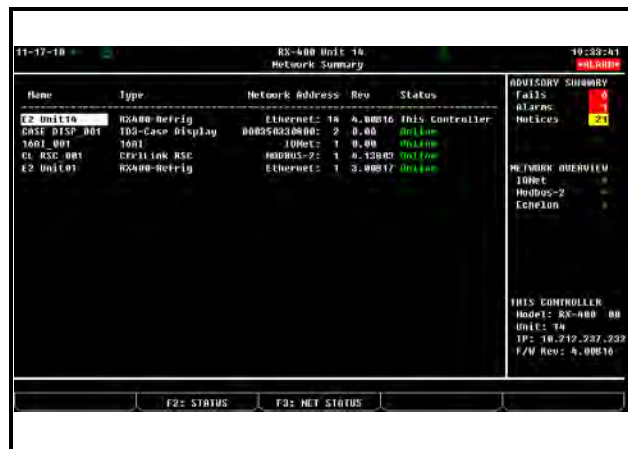 11-17-10 RX-400 Unit 14 19:33:41
Network Summary *ALARM*
Name Type Network Address Rev Status
E2 Unit14 RX400-Refrig Ethernet: 14 4.00B16 This Controller
CASE DISP 001 TD3-Case Display 000350330800: 2 0.00 Online
16AI_001 16AI IONet: 1 0.00 Online
CL RSC 001 CtrlLink RSC MODBUS-2: 1 4.13B03 Online
E2 Unit01 RX400-Refrig Ethernet: 1 3.00B17 Online
ADVISORY SUMMARY
Fails
Alarms
Notices 21
NETWORK OVERVIEW
IONet
Modbus-2
Echelon
THIS CONTROLLER
Model: RX-400 00
Unit: 14
IP: 10.212.237.232
F/W Rev: 4.00B16
F2: STATUS F3: NET STATUS